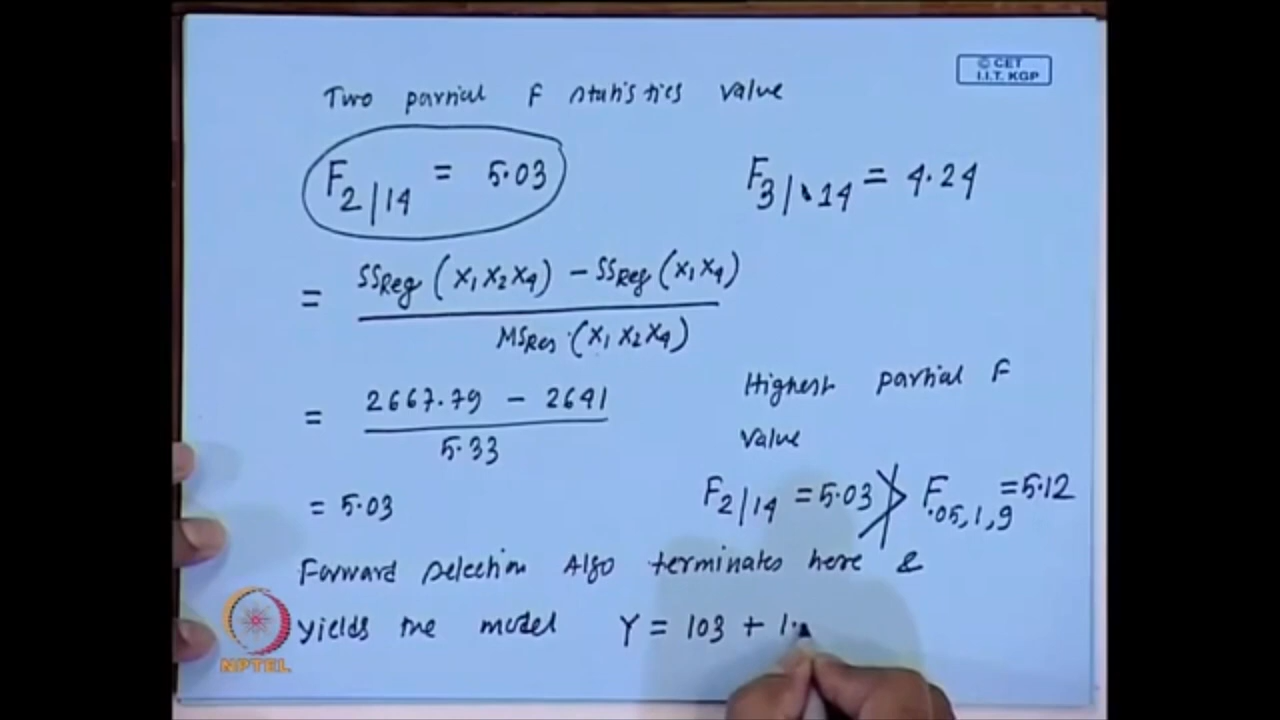 © CET
I.I.T. KGP
Two partial F statistics value
F2/14 = 5.03
F3/14 = 4.24
= SSReg (X1 X2 X4) − SSReg (X1 X4)
MSRes (X1 X2 X4)
= 2667.79 − 2641
5.33
= 5.03
Highest partial F
value
F2/14 = 5.03 ≯ F.05,1,9 = 5.12
Forward selection Algo terminates here &
yields the model Y = 103 + 1.
NPTEL